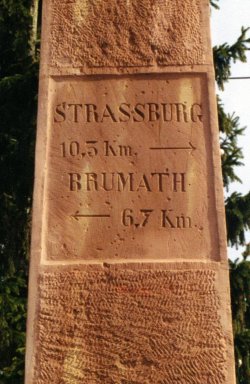 STRASSBURG
10,3 Km. →
BRUMATH
← 6,7 Km.